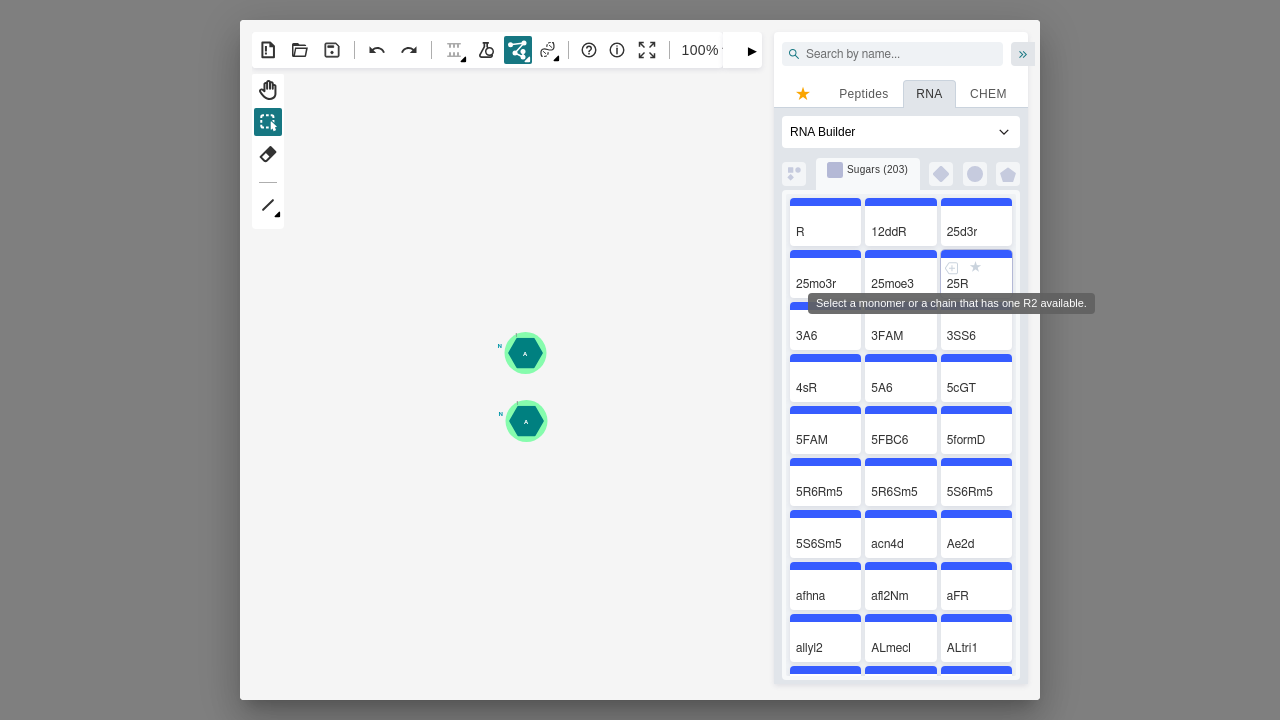 100%
Search by name...
Peptides
RNA
CHEM
RNA Builder
Sugars (203)
R
12ddR
25d3r
25mo3r
25moe3
25R
Select a monomer or a chain that has one R2 available.
3A6
3FAM
3SS6
4sR
5A6
5cGT
5FAM
5FBC6
5formD
5R6Rm5
5R6Sm5
5S6Rm5
5S6Sm5
acn4d
Ae2d
afhna
afl2Nm
aFR
allyl2
ALmecl
ALtri1
N
A
N
A